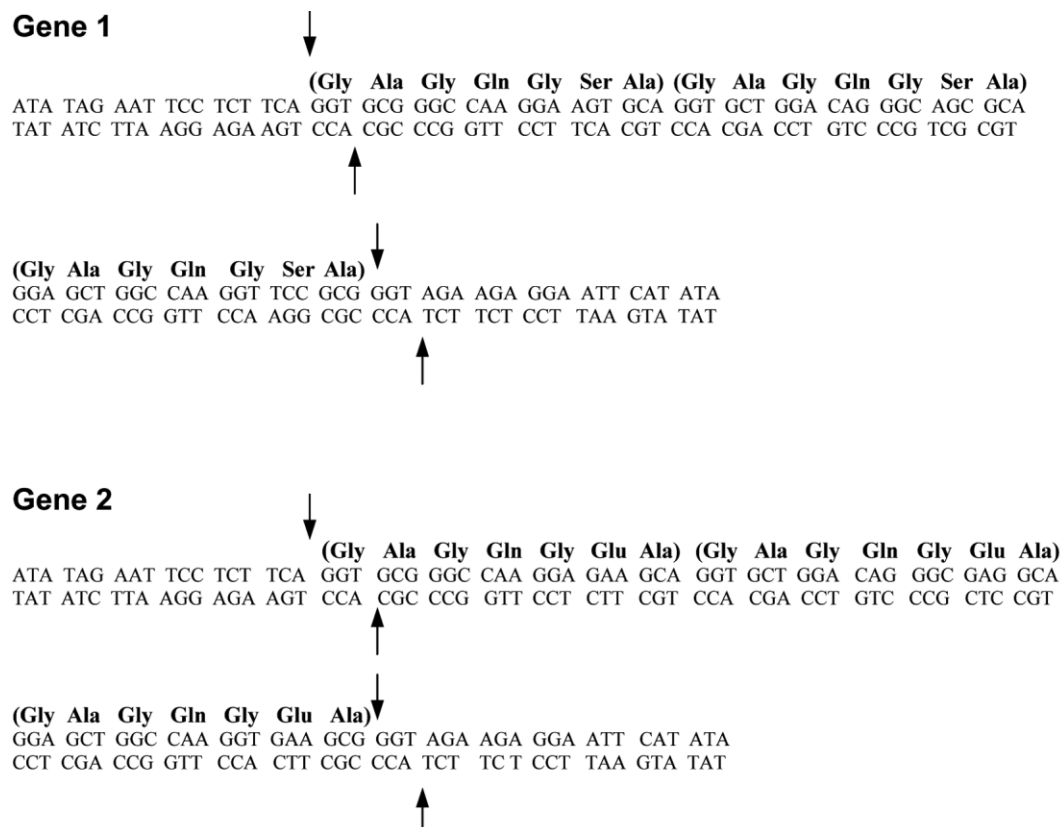 Gene 1
(Gly Ala Gly Gln Gly Ser Ala) (Gly Ala Gly Gln Gly Ser Ala)
ATA TAG AAT TCC TCT TCA GGT GCG GGC CAA GGA AGT GCA GGT GCT GGA CAG GGC AGC GCA
TAT ATC TTA AGG AGA AGT CCA CGC CCG GTT CCT TCA CGT CCA CGA CCT GTC CCG TCG CGT
(Gly Ala Gly Gln Gly Ser Ala)
GGA GCT GGC CAA GGT TCC GCG GGT AGA AGA GGA ATT CAT ATA
CCT CGA CCG GTT CCA AGG CGC CCA TCT TCT CCT TAA GTA TAT
Gene 2
(Gly Ala Gly Gln Gly Glu Ala) (Gly Ala Gly Gln Gly Glu Ala)
ATA TAG AAT TCC TCT TCA GGT GCG GGC CAA GGA GAA GCA GGT GCT GGA CAG GGC GAG GCA
TAT ATC TTA AGG AGA AGT CCA CGC CCG GTT CCT CTT CGT CCA CGA CCT GTC CCG CTC CGT
(Gly Ala Gly Gln Gly Glu Ala)
GGA GCT GGC CAA GGT GAA GCG GGT AGA AGA GGA ATT CAT ATA
CCT CGA CCG GTT CCA CTT CGC CCA TCT TC T CCT TAA GTA TAT